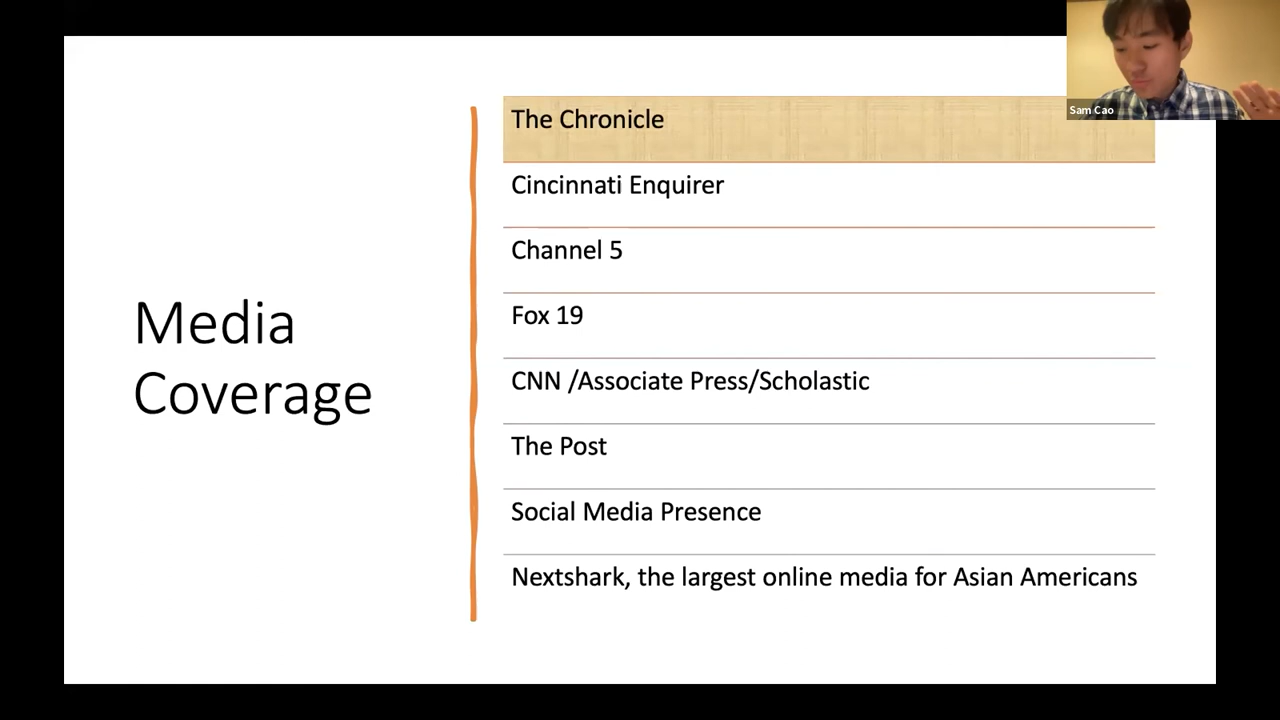 Media
Coverage
The Chronicle
Cincinnati Enquirer
Channel 5
Fox 19
CNN /Associate Press/Scholastic
The Post
Social Media Presence
Nextshark, the largest online media for Asian Americans
Sam Cao